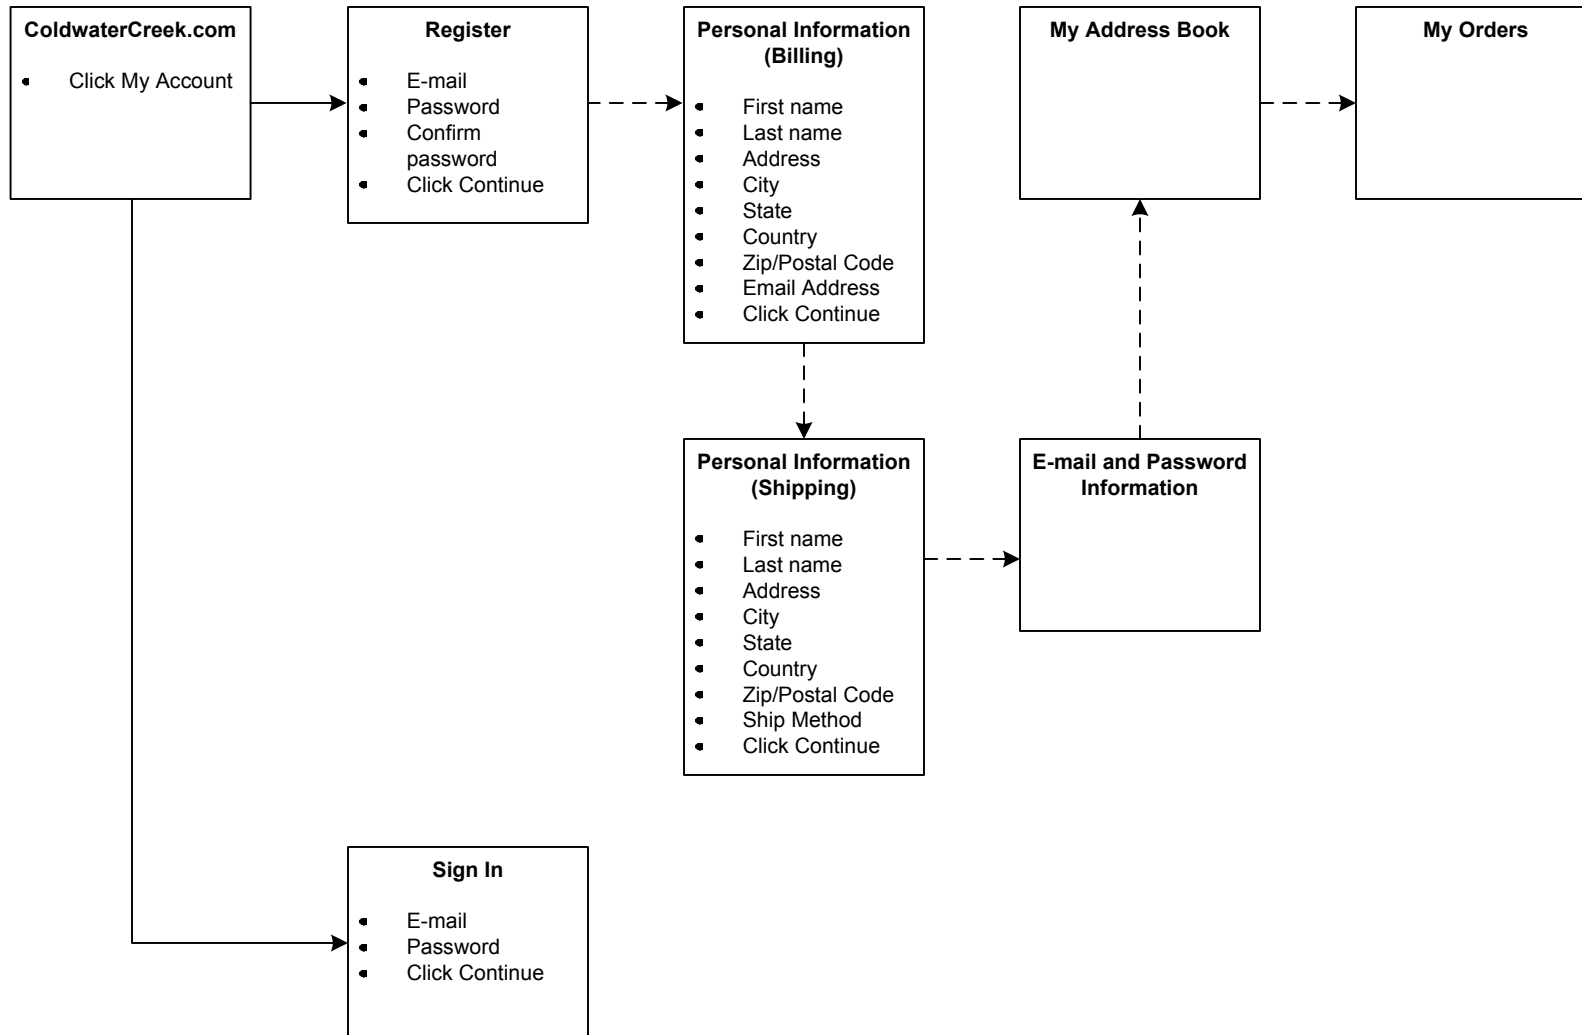 ColdwaterCreek.com
• Click My Account
Register
• E-mail
• Password
• Confirm
password
• Click Continue
Personal Information
(Billing)
• First name
• Last name
• Address
• City
• State
• Country
• Zip/Postal Code
• Email Address
• Click Continue
My Address Book
My Orders
Personal Information
(Shipping)
• First name
• Last name
• Address
• City
• State
• Country
• Zip/Postal Code
• Ship Method
• Click Continue
E-mail and Password
Information
Sign In
• E-mail
• Password
• Click Continue